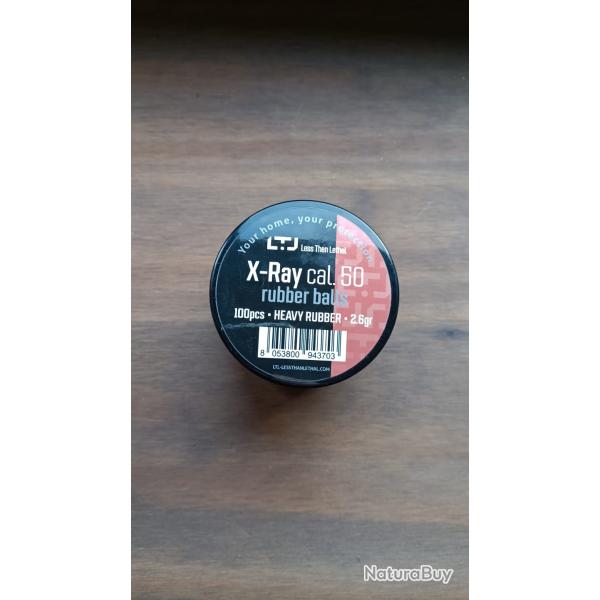 Your home, your protection.
LTL
Less Then Lethal
X-Ray cal. 50
rubber balls
100pcs • HEAVY RUBBER • 2.6gr
8 053800 943703
LTL-LESSTHANLETHAL.COM
NaturaBuy